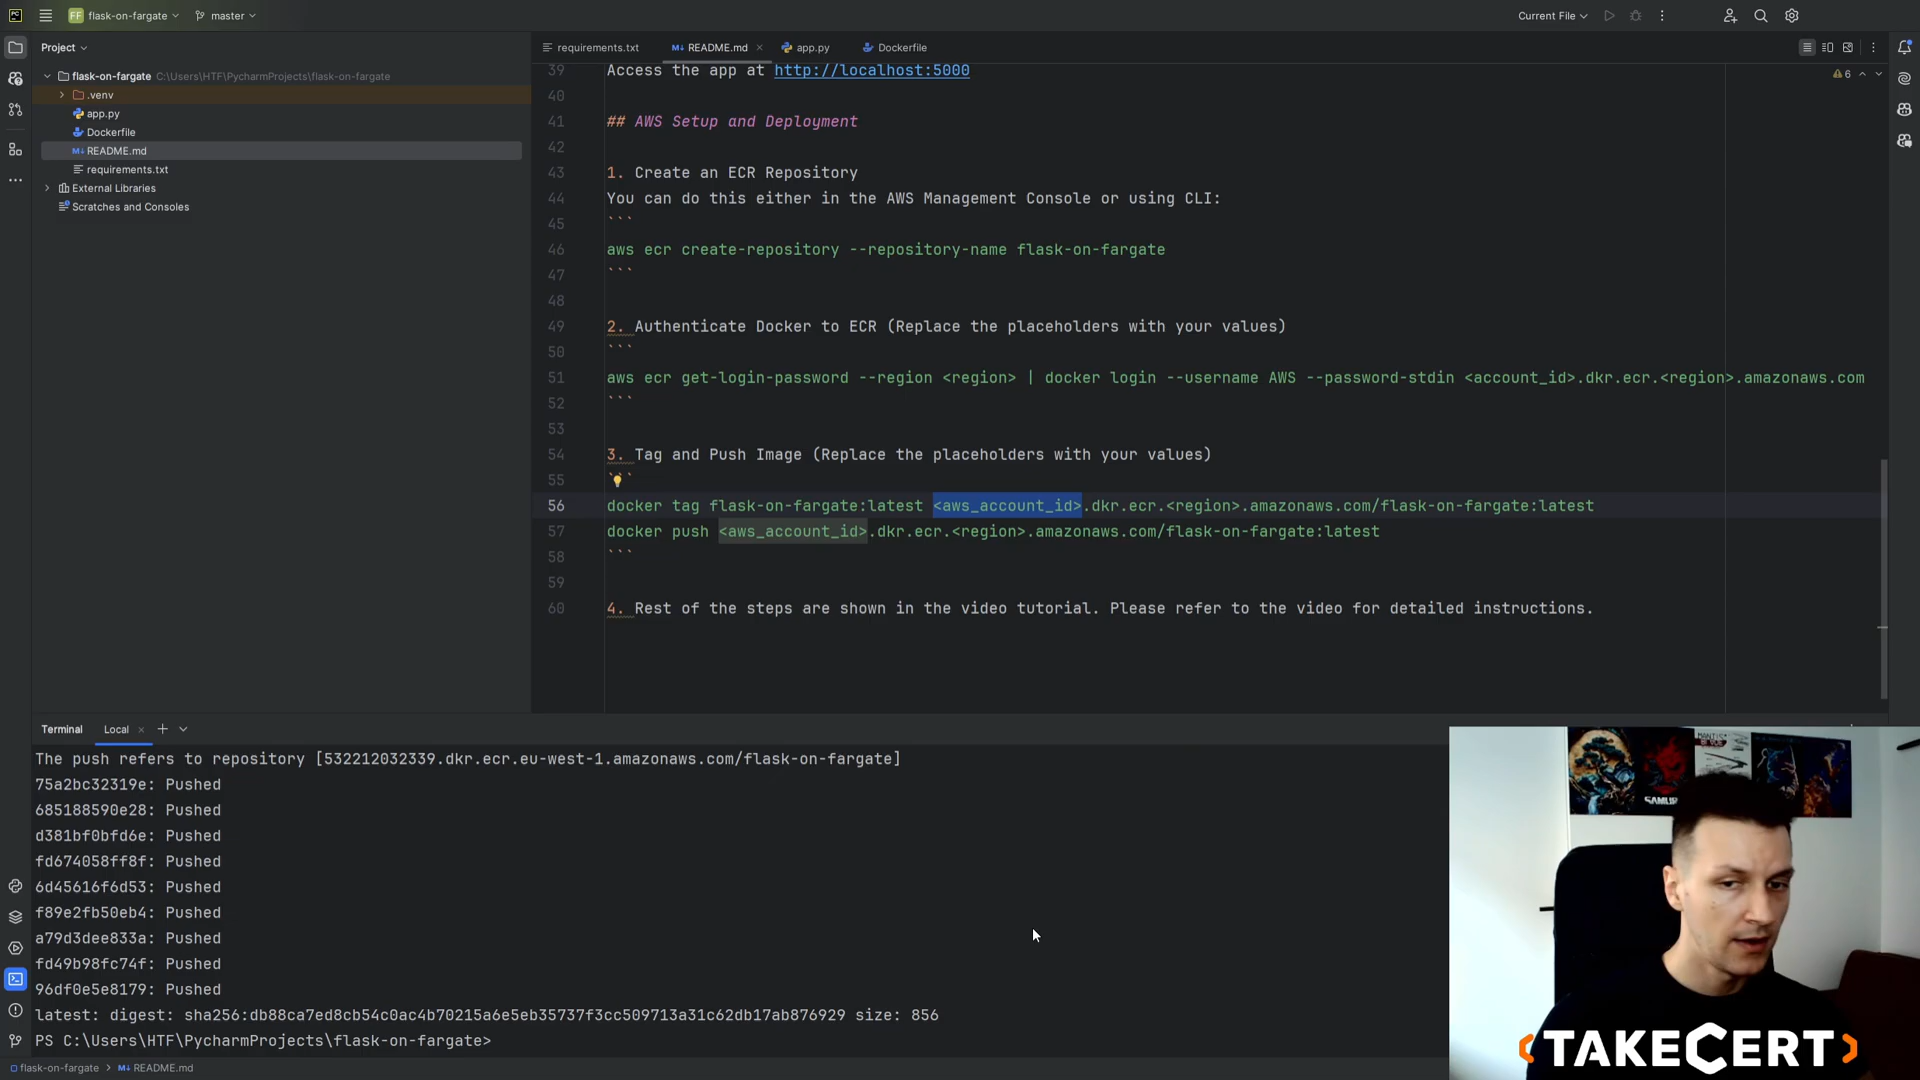 FF flask-on-fargate
master
Current File
Project
requirements.txt
README.md
app.py
Dockerfile
flask-on-fargate C:\Users\HTF\PycharmProjects\flask-on-fargate
.venv
app.py
Dockerfile
README.md
requirements.txt
External Libraries
Scratches and Consoles
6
39 Access the app at http://localhost:5000
40
41 ## AWS Setup and Deployment
42
43 1. Create an ECR Repository
44 You can do this either in the AWS Management Console or using CLI:
45 ```
46 aws ecr create-repository --repository-name flask-on-fargate
47 ```
48
49 2. Authenticate Docker to ECR (Replace the placeholders with your values)
50 ```
51 aws ecr get-login-password --region <region> | docker login --username AWS --password-stdin <account_id>.dkr.ecr.<region>.amazonaws.com
52 ```
53
54 3. Tag and Push Image (Replace the placeholders with your values)
55 ```
56 docker tag flask-on-fargate:latest <aws_account_id>.dkr.ecr.<region>.amazonaws.com/flask-on-fargate:latest
57 docker push <aws_account_id>.dkr.ecr.<region>.amazonaws.com/flask-on-fargate:latest
58 ```
59
60 4. Rest of the steps are shown in the video tutorial. Please refer to the video for detailed instructions.
Terminal Local
The push refers to repository [532212032339.dkr.ecr.eu-west-1.amazonaws.com/flask-on-fargate]
75a2bc32319e: Pushed
685188590e28: Pushed
d381bf0bfd6e: Pushed
fd674058ff8f: Pushed
6d45616f6d53: Pushed
f89e2fb50eb4: Pushed
a79d3dee833a: Pushed
fd49b98fc74f: Pushed
96df0e5e8179: Pushed
latest: digest: sha256:db88ca7ed8cb54c0ac4b70215a6e5eb35737f3cc509713a31c62db17ab876929 size: 856
PS C:\Users\HTF\PycharmProjects\flask-on-fargate>
flask-on-fargate > README.md
TAKECERT